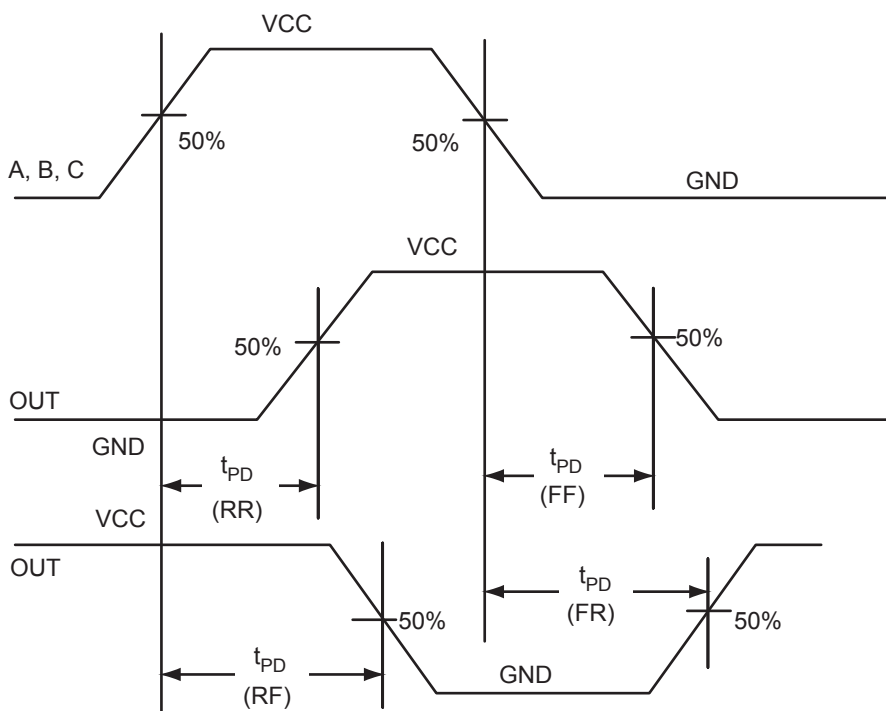 VCC
50%
50%
A, B, C
GND
VCC
50%
50%
OUT
GND
tPD
(RR)
tPD
(FF)
VCC
OUT
tPD
(FR)
50%
50%
tPD
(RF)
GND